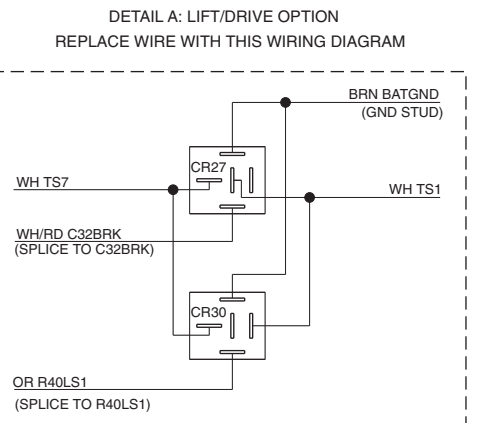 DETAIL A: LIFT/DRIVE OPTION
REPLACE WIRE WITH THIS WIRING DIAGRAM
BRN BATGND
(GND STUD)
CR27
WH TS7
WH TS1
WH/RD C32BRK
(SPLICE TO C32BRK)
CR30
OR R40LS1
(SPLICE TO R40LS1)